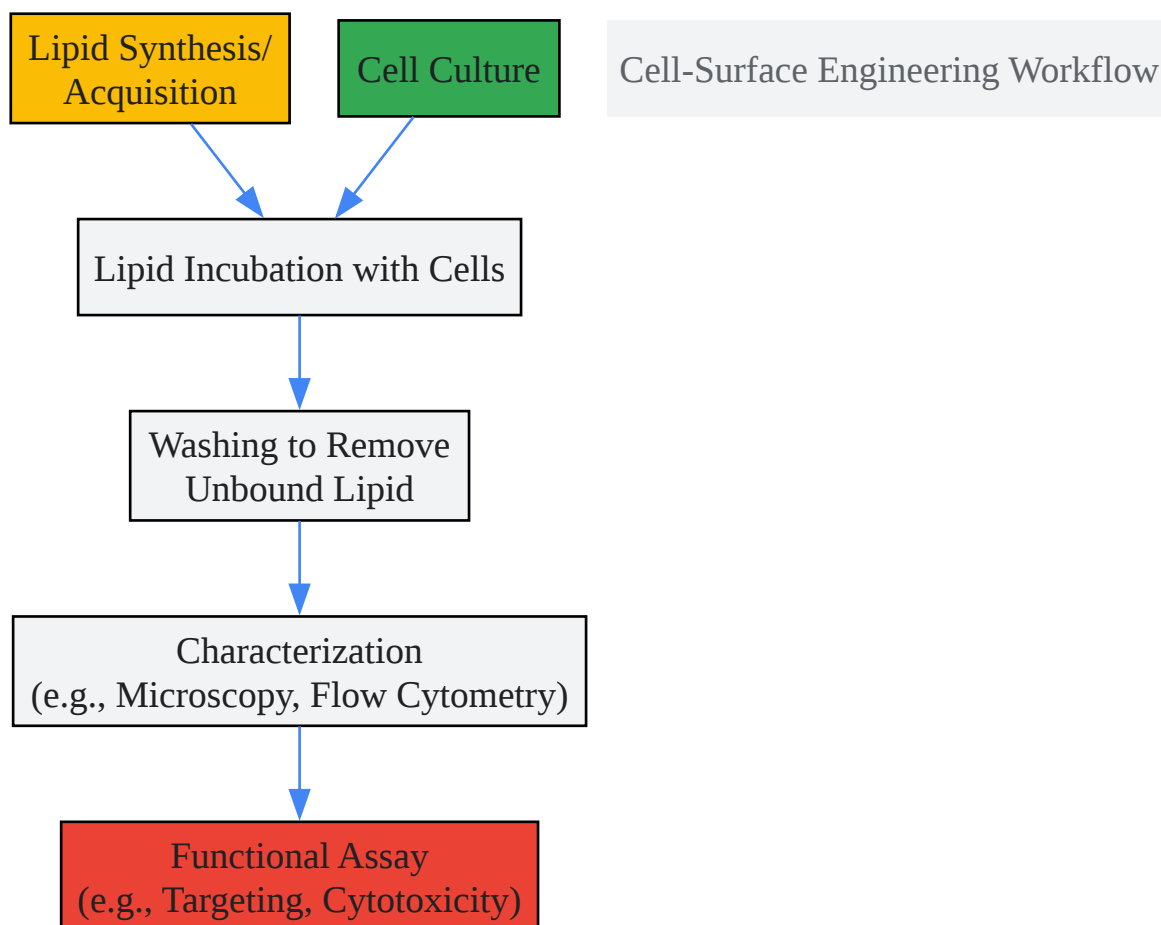 Lipid Synthesis/
Acquisition
Cell Culture
Cell-Surface Engineering Workflow
Lipid Incubation with Cells
Washing to Remove
Unbound Lipid
Characterization
(e.g., Microscopy, Flow Cytometry)
Functional Assay
(e.g., Targeting, Cytotoxicity)